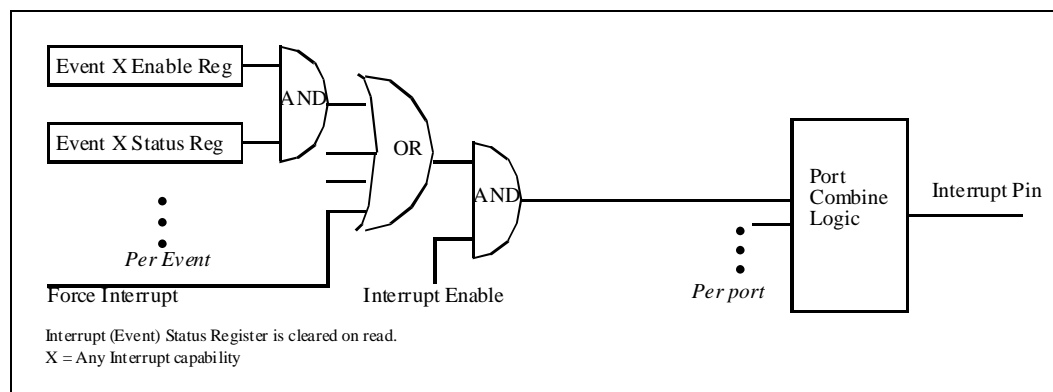 Event X Enable Reg
AND
Event X Status Reg
OR
AND
Port
Combine
Logic
Interrupt Pin
Per Event
Force Interrupt
Interrupt Enable
Per port
Interrupt (Event) Status Register is cleared on read.
X = Any Interrupt capability